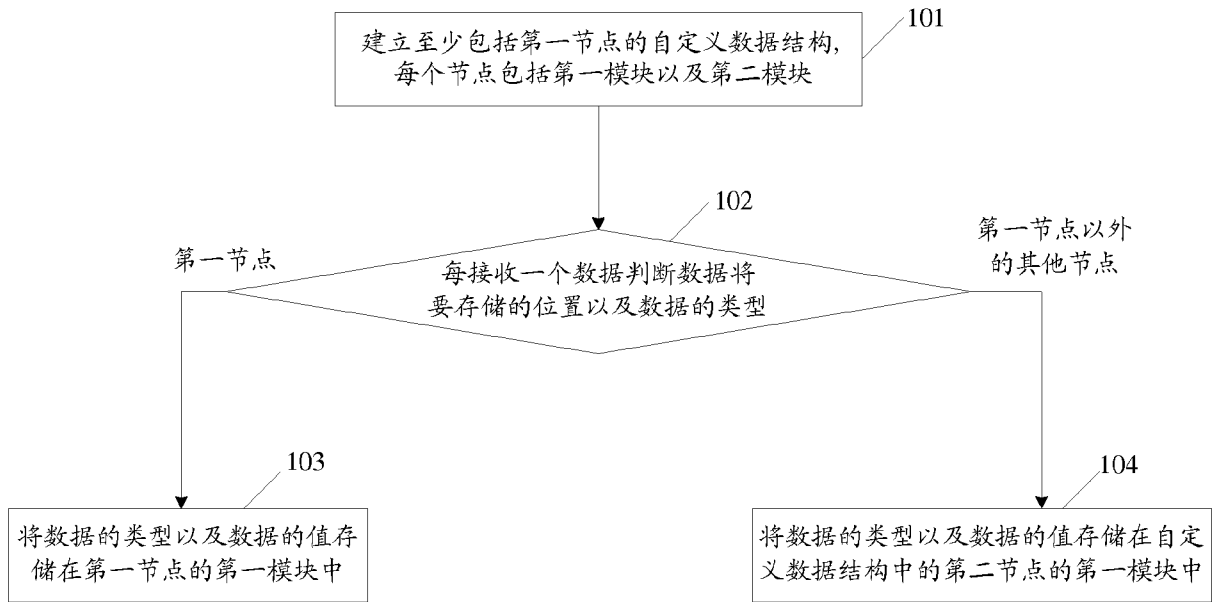 建立至少包括第一节点的自定义数据结构,
每个节点包括第一模块以及第二模块
101
102
第一节点
第一节点以外
的其他节点
每接收一个数据判断数据将
要存储的位置以及数据的类型
103
104
将数据的类型以及数据的值存
储在第一节点的第一模块中
将数据的类型以及数据的值存储在自定
义数据结构中的第二节点的第一模块中